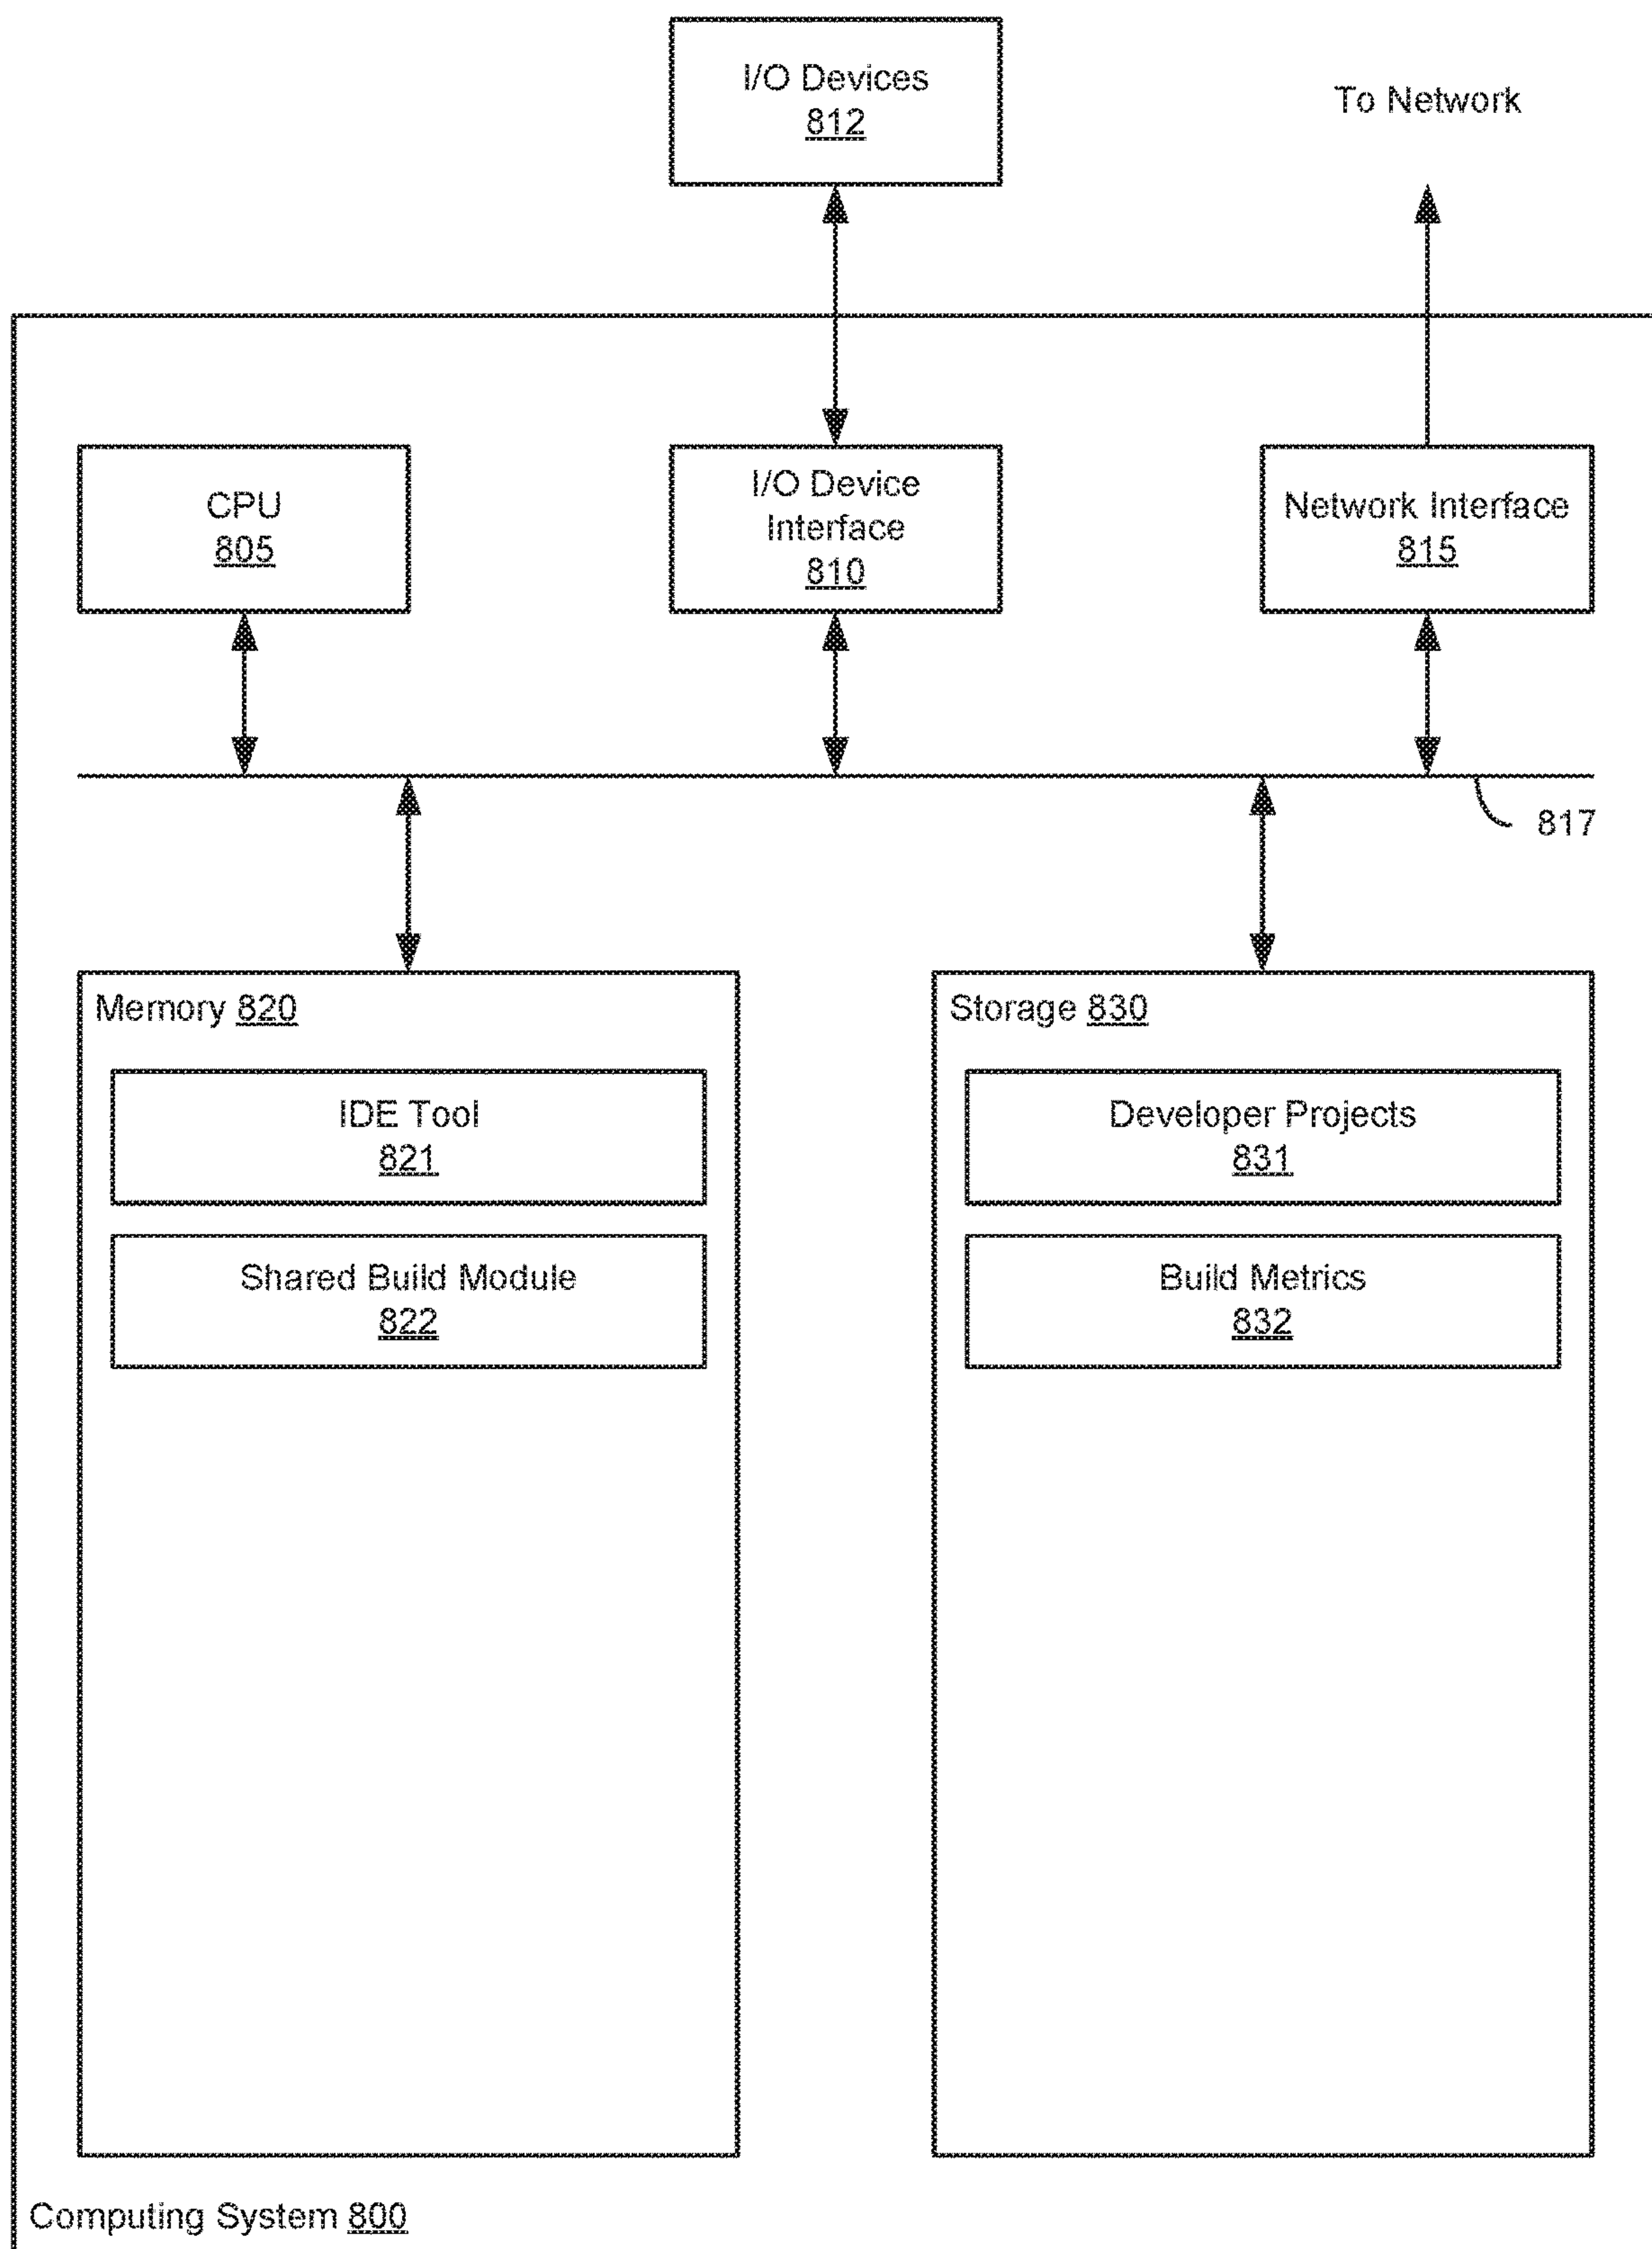 I/O Devices
812
To Network
CPU
805
I/O Device
Interface
810
Network Interface
815
817
Memory 820
IDE Tool
821
Shared Build Module
822
Storage 830
Developer Projects
831
Build Metrics
832
Computing System 800